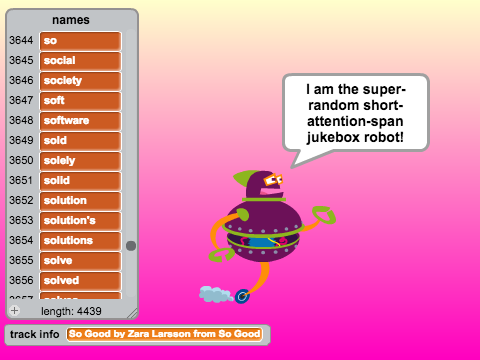 names
3644 so
3645 social
3646 society
3647 soft
3648 software
3649 sold
3650 solely
3651 solid
3652 solution
3653 solution's
3654 solutions
3655 solve
3656 solved
+ length: 4439
I am the super-
random short-
attention-span
jukebox robot!
track info So Good by Zara Larsson from So Good